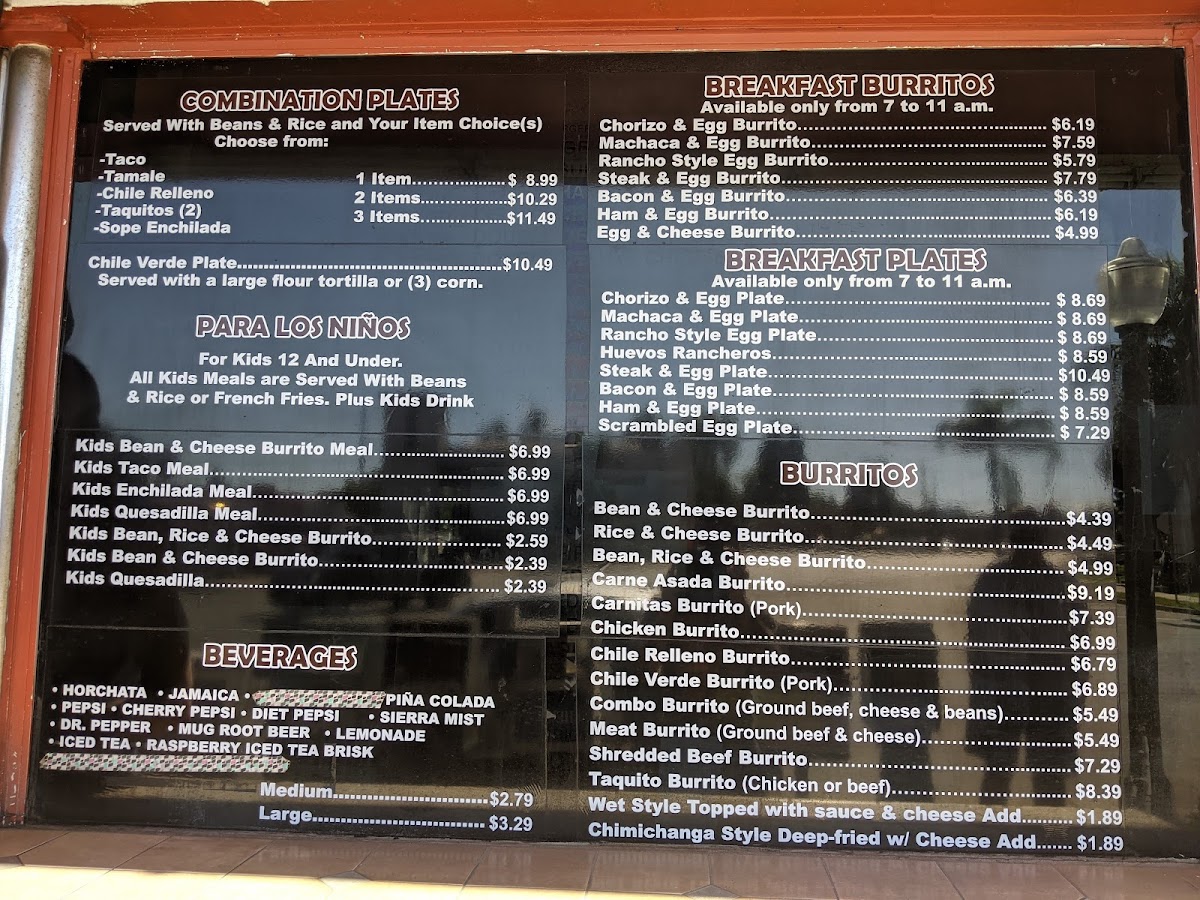 COMBINATION PLATES
Served With Beans & Rice and Your Item Choice(s)
Choose from:
-Taco
-Tamale
-Chile Relleno
-Taquitos (2)
-Sope Enchilada
1 Item..................$ 8.99
2 Items.................$10.29
3 Items.................$11.49
Chile Verde Plate..................................................$10.49
Served with a large flour tortilla or (3) corn.
PARA LOS NIÑOS
For Kids 12 And Under.
All Kids Meals are Served With Beans
& Rice or French Fries. Plus Kids Drink
Kids Bean & Cheese Burrito Meal........................ $6.99
Kids Taco Meal...................................................... $6.99
Kids Enchilada Meal............................................... $6.99
Kids Quesadilla Meal.............................................. $6.99
Kids Bean, Rice & Cheese Burrito......................... $2.59
Kids Bean & Cheese Burrito.................................. $2.39
Kids Quesadilla...................................................... $2.39
BEVERAGES
• HORCHATA • JAMAICA • PIÑA COLADA
• PEPSI • CHERRY PEPSI • DIET PEPSI • SIERRA MIST
• DR. PEPPER • MUG ROOT BEER • LEMONADE
• ICED TEA • RASPBERRY ICED TEA BRISK
Medium............................$2.79
Large................................ $3.29
BREAKFAST BURRITOS
Available only from 7 to 11 a.m.
Chorizo & Egg Burrito.............................................. $6.19
Machaca & Egg Burrito............................................ $7.59
Rancho Style Egg Burrito......................................... $5.79
Steak & Egg Burrito................................................. $7.79
Bacon & Egg Burrito................................................ $6.39
Ham & Egg Burrito................................................... $6.19
Egg & Cheese Burrito.............................................. $4.99
BREAKFAST PLATES
Available only from 7 to 11 a.m.
Chorizo & Egg Plate................................................. $ 8.69
Machaca & Egg Plate............................................... $ 8.69
Rancho Style Egg Plate............................................ $ 8.69
Huevos Rancheros................................................... $ 8.59
Steak & Egg Plate.................................................... $10.49
Bacon & Egg Plate................................................... $ 8.59
Ham & Egg Plate...................................................... $ 8.59
Scrambled Egg Plate................................................ $ 7.29
BURRITOS
Bean & Cheese Burrito..............................................$4.39
Rice & Cheese Burrito...............................................$4.49
Bean, Rice & Cheese Burrito....................................$4.99
Carne Asada Burrito..................................................$9.19
Carnitas Burrito (Pork)...............................................$7.39
Chicken Burrito..........................................................$6.99
Chile Relleno Burrito..................................................$6.79
Chile Verde Burrito (Pork)..........................................$6.89
Combo Burrito (Ground beef, cheese & beans)............$5.49
Meat Burrito (Ground beef & cheese)..........................$5.49
Shredded Beef Burrito...............................................$7.29
Taquito Burrito (Chicken or beef)................................$8.39
Wet Style Topped with sauce & cheese Add..........$1.89
Chimichanga Style Deep-fried w/ Cheese Add....... $1.89